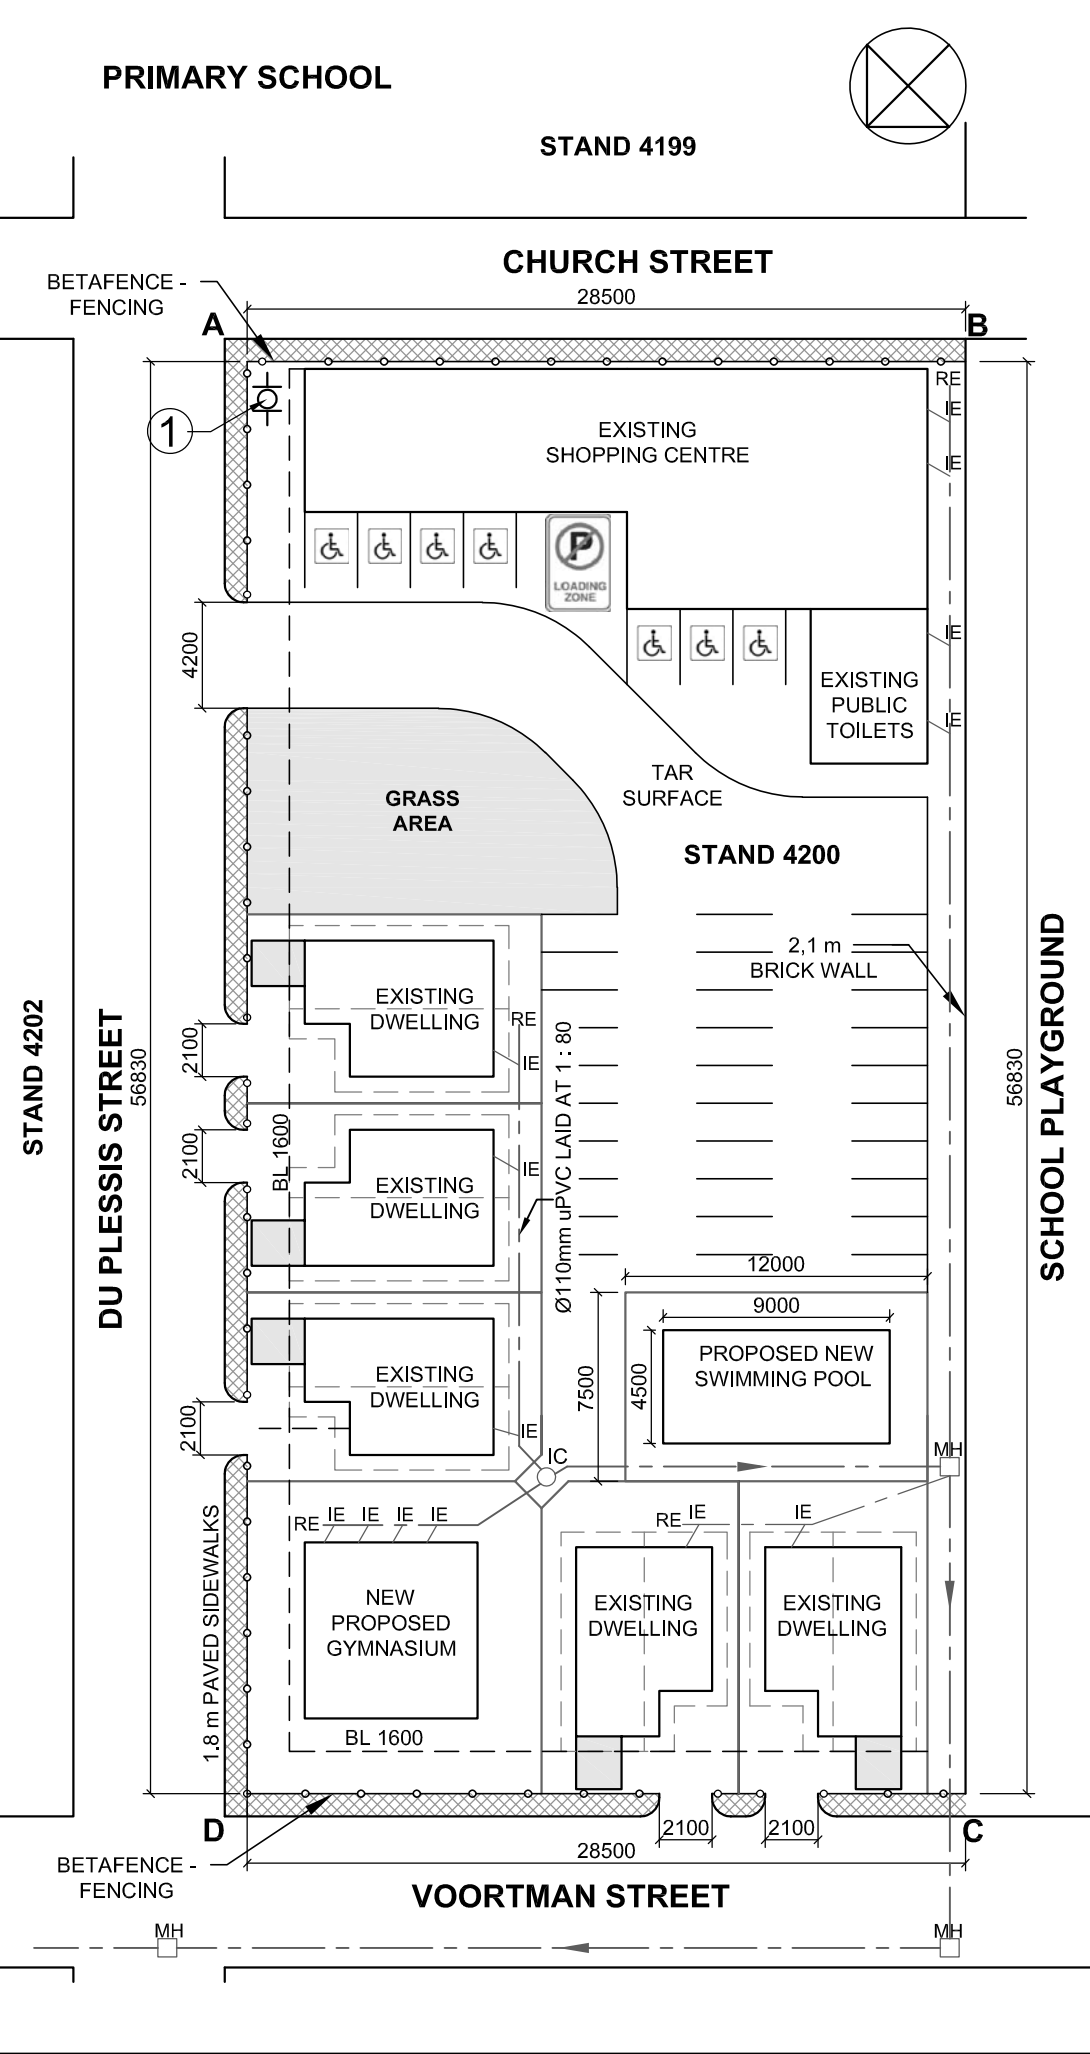 PRIMARY SCHOOL
STAND 4199
CHURCH STREET
BETAFENCE -
FENCING
28500
A
B
RE
IE
1
EXISTING
SHOPPING CENTRE
IE
P
LOADING
ZONE
4200
IE
EXISTING
PUBLIC
TOILETS
IE
TAR
SURFACE
GRASS
AREA
STAND 4200
2,1 m
BRICK WALL
EXISTING
DWELLING
RE
IE
2100
STAND 4202
DU PLESSIS STREET
56830
56830
SCHOOL PLAYGROUND
2100
BL 1600
EXISTING
DWELLING
IE
Ø110mm uPVC LAID AT 1 : 80
12000
9000
7500
4500
PROPOSED NEW
SWIMMING POOL
EXISTING
DWELLING
2100
IE
IC
MH
1.8 m PAVED SIDEWALKS
RE
IE
IE
IE
IE
RE
IE
IE
NEW
PROPOSED
GYMNASIUM
EXISTING
DWELLING
EXISTING
DWELLING
BL 1600
D
2100
2100
C
28500
BETAFENCE -
FENCING
VOORTMAN STREET
MH
MH